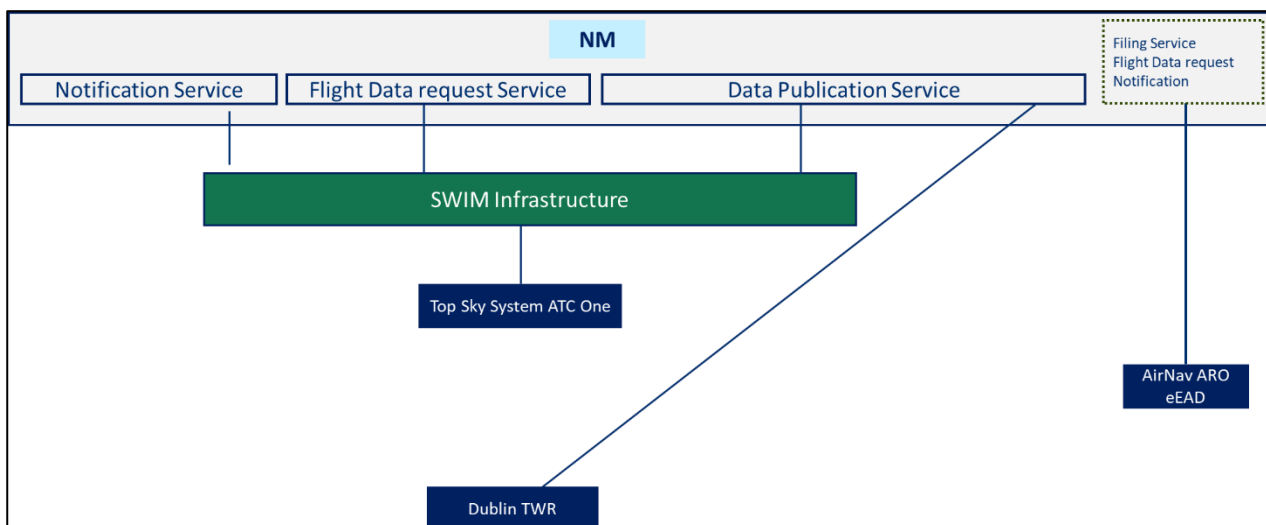 NM
Notification Service
Flight Data request Service
Data Publication Service
Filing Service
Flight Data request
Notification
SWIM Infrastructure
Top Sky System ATC One
AirNav ARO
eEAD
Dublin TWR